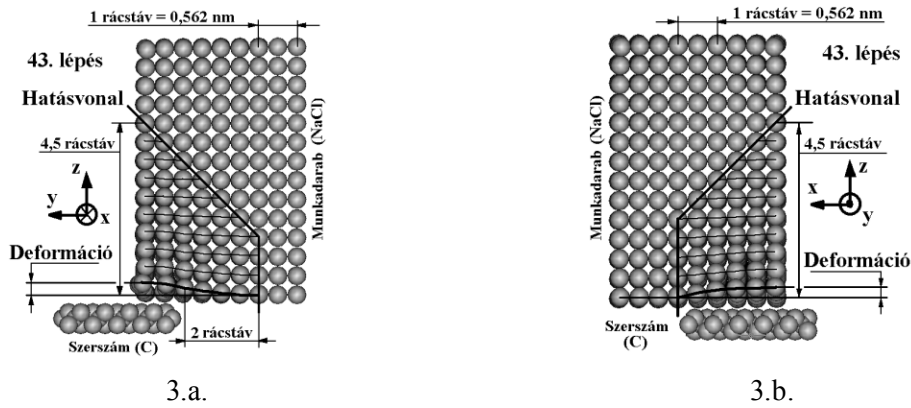 1 rácstáv = 0,562 nm
43. lépés
Hatásvonal
4,5 rácstáv
z
y
x
Deformáció
Munkadarab (NaCl)
2 rácstáv
Szerszám (C)
3.a.
1 rácstáv = 0,562 nm
43. lépés
Hatásvonal
4,5 rácstáv
z
x
y
Deformáció
Munkadarab (NaCl)
Szerszám
(C)
3.b.